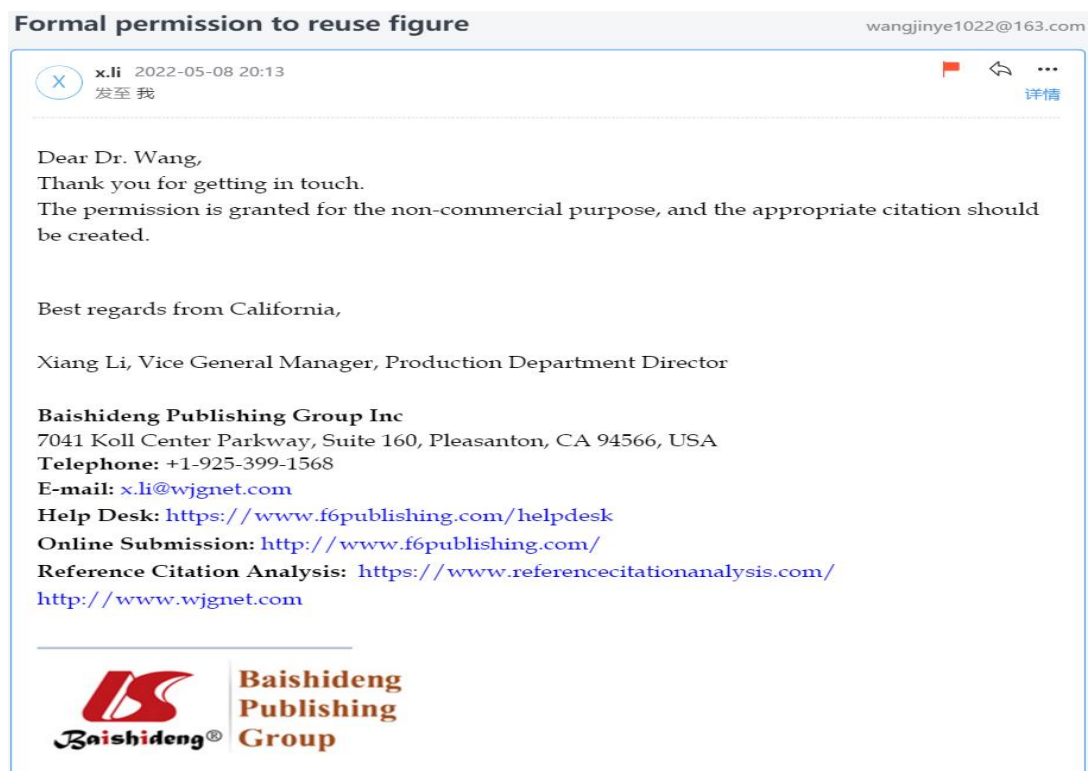 Formal permission to reuse figure
wangjinye1022@163.com
X
x.li 2022-05-08 20:13
发至 我
详情
Dear Dr. Wang,
Thank you for getting in touch.
The permission is granted for the non-commercial purpose, and the appropriate citation should
be created.
Best regards from California,
Xiang Li, Vice General Manager, Production Department Director
Baishideng Publishing Group Inc
7041 Koll Center Parkway, Suite 160, Pleasanton, CA 94566, USA
Telephone: +1-925-399-1568
E-mail: x.li@wjgnet.com
Help Desk: https://www.f6publishing.com/helpdesk
Online Submission: http://www.f6publishing.com/
Reference Citation Analysis: https://www.referencecitationanalysis.com/
http://www.wjgnet.com
Baishideng®
Baishideng
Publishing
Group